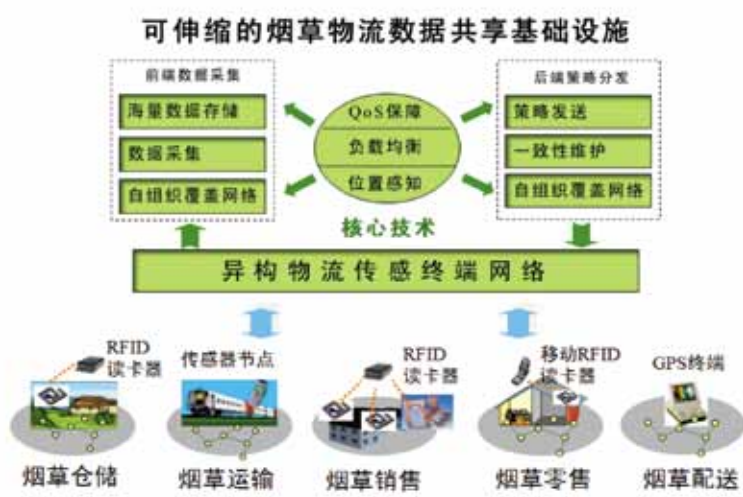 可伸缩的烟草物流数据共享基础设施
前端数据采集
海量数据存储
数据采集
自组织覆盖网络
QoS保障
负载均衡
位置感知
核心技术
后端策略分发
策略发送
一致性维护
自组织覆盖网络
异构物流传感终端网络
RFID
读卡器
传感器节点
RFID
读卡器
移动RFID
读卡器
GPS终端
烟草仓储
烟草运输
烟草销售
烟草零售
烟草配送